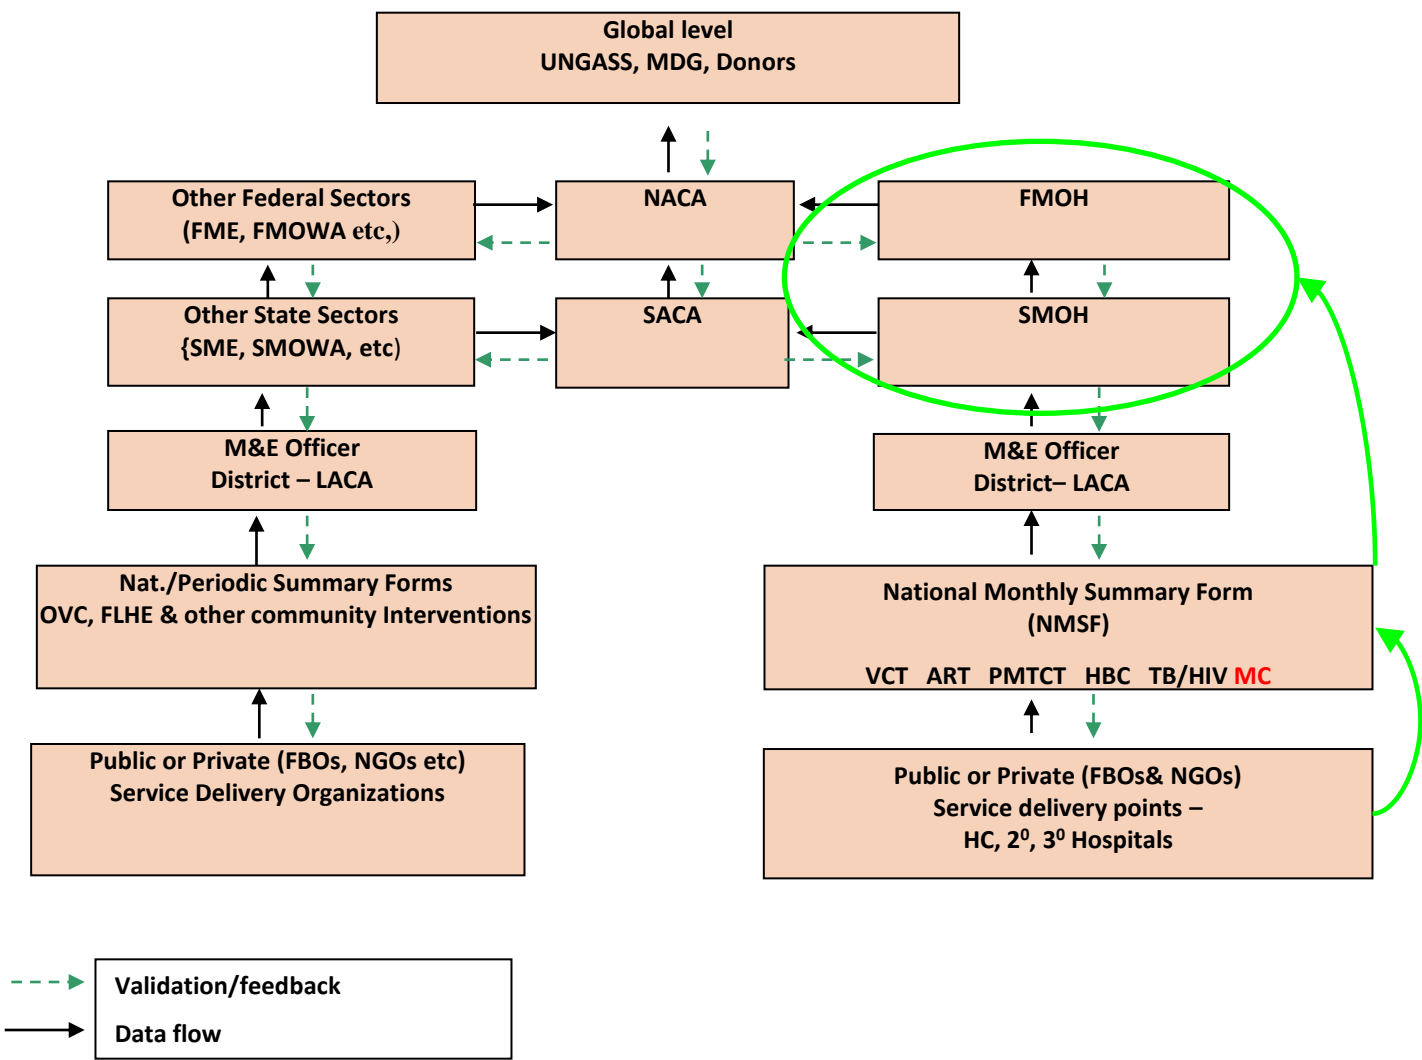 Global level
UNGASS, MDG, Donors
Other Federal Sectors
(FME, FMOWA etc,)
NACA
FMOH
Other State Sectors
{SME, SMOWA, etc)
SACA
SMOH
M&E Officer
District – LACA
M&E Officer
District– LACA
Nat./Periodic Summary Forms
OVC, FLHE & other community Interventions
National Monthly Summary Form
(NMSF)
VCT ART PMTCT HBC TB/HIV MC
Public or Private (FBOs, NGOs etc)
Service Delivery Organizations
Public or Private (FBOs& NGOs)
Service delivery points –
HC, 2⁰, 3⁰ Hospitals
Validation/feedback
Data flow